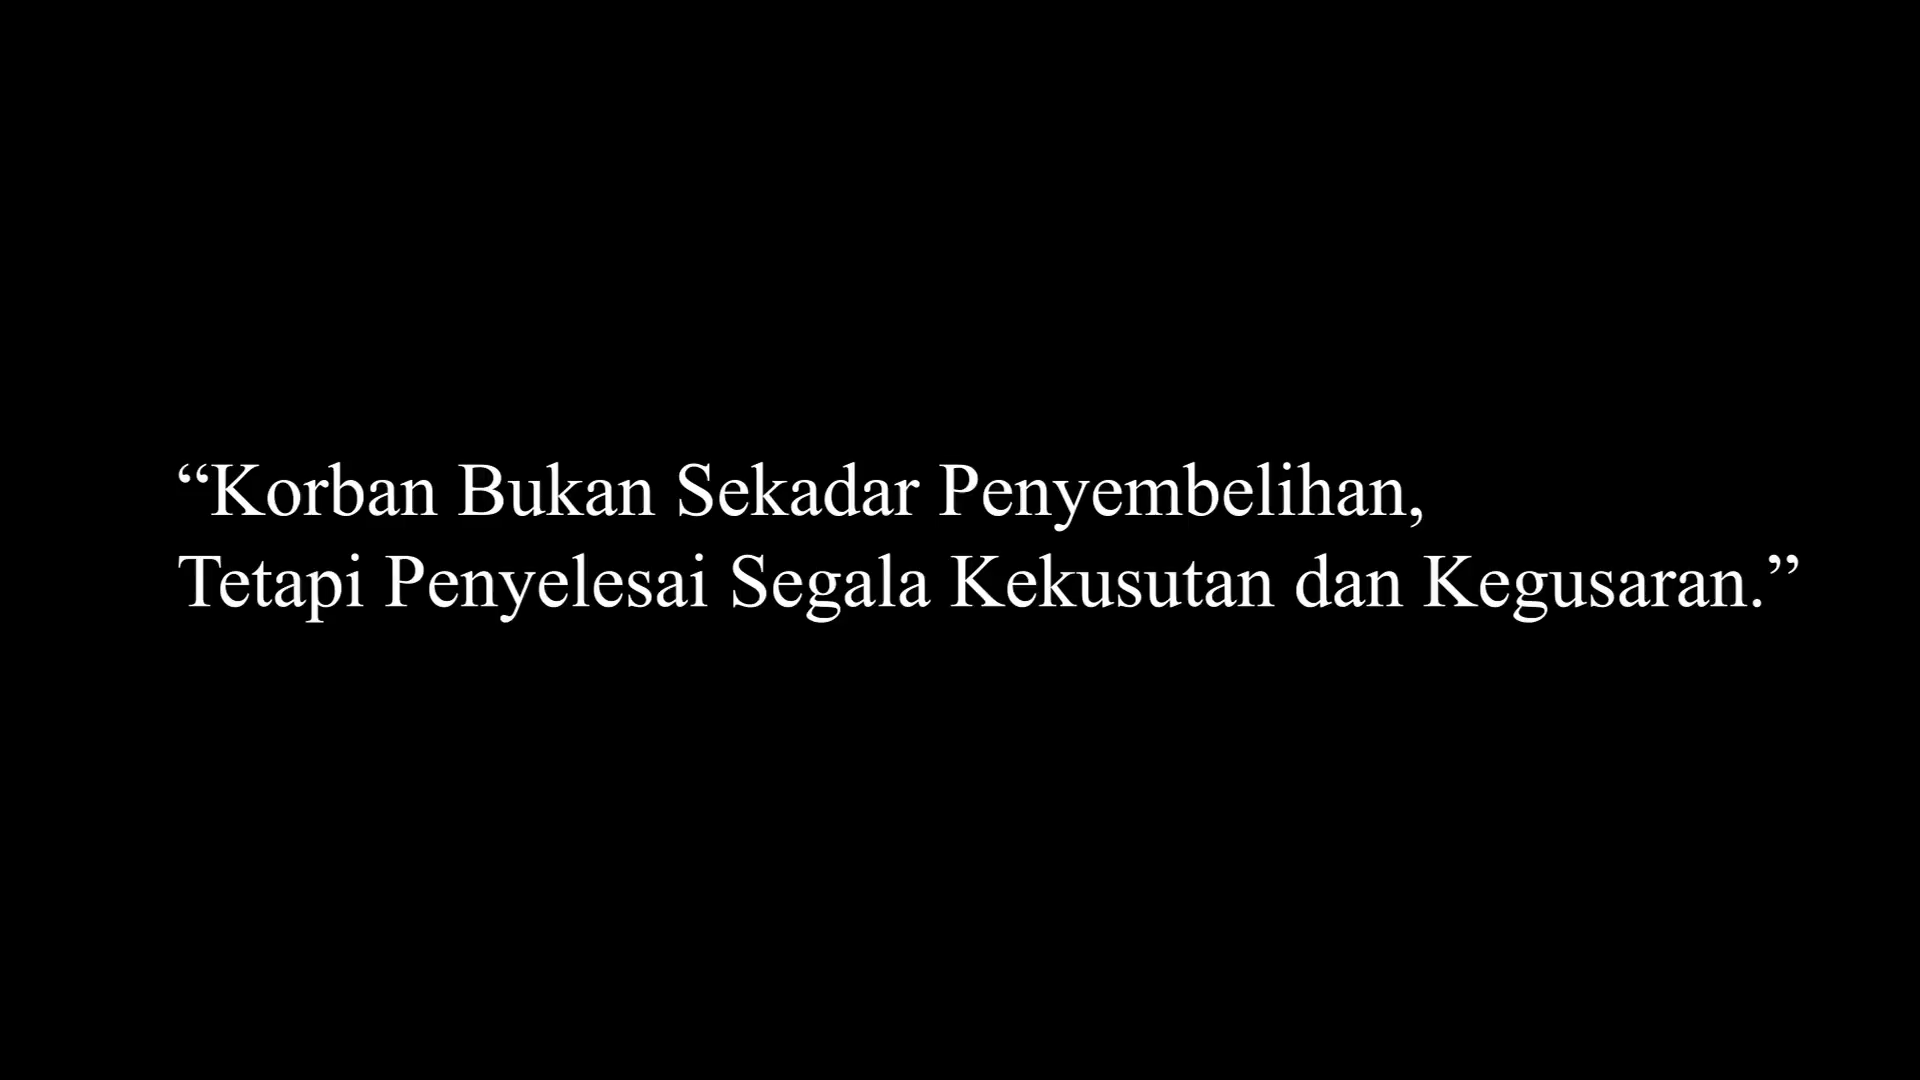 “Korban Bukan Sekadar Penyembelihan,
Tetapi Penyelesai Segala Kekusutan dan Kegusaran.”